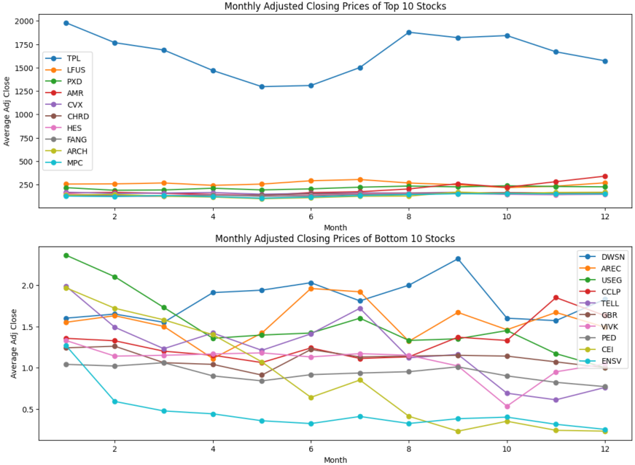 Monthly Adjusted Closing Prices of Top 10 Stocks
2000
1750
1500
1250
1000
750
500
250
Average Adj Close
TPL
LFUS
PXD
AMR
CVX
CHRD
HES
FANG
ARCH
MPC
2 4 6 8 10 12
Month
Monthly Adjusted Closing Prices of Bottom 10 Stocks
2.0
1.5
1.0
0.5
Average Adj Close
DWSN
AREC
USEG
CCLP
TELL
GBR
VIVK
PED
CEI
ENSV
2 4 6 8 10 12
Month